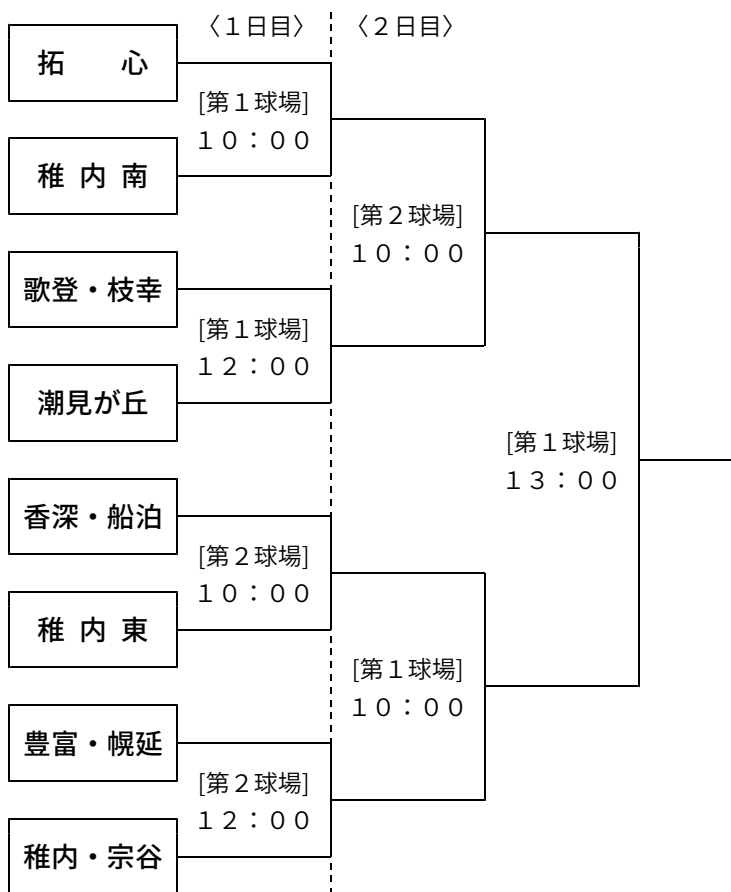 〈１日目〉 〈２日目〉
拓　　心
[第１球場]
１０：００
稚 内 南
[第２球場]
１０：００
歌登・枝幸
[第１球場]
１２：００
潮見が丘
[第１球場]
１３：００
香深・船泊
[第２球場]
１０：００
稚 内 東
[第１球場]
１０：００
豊富・幌延
[第２球場]
１２：００
稚内・宗谷